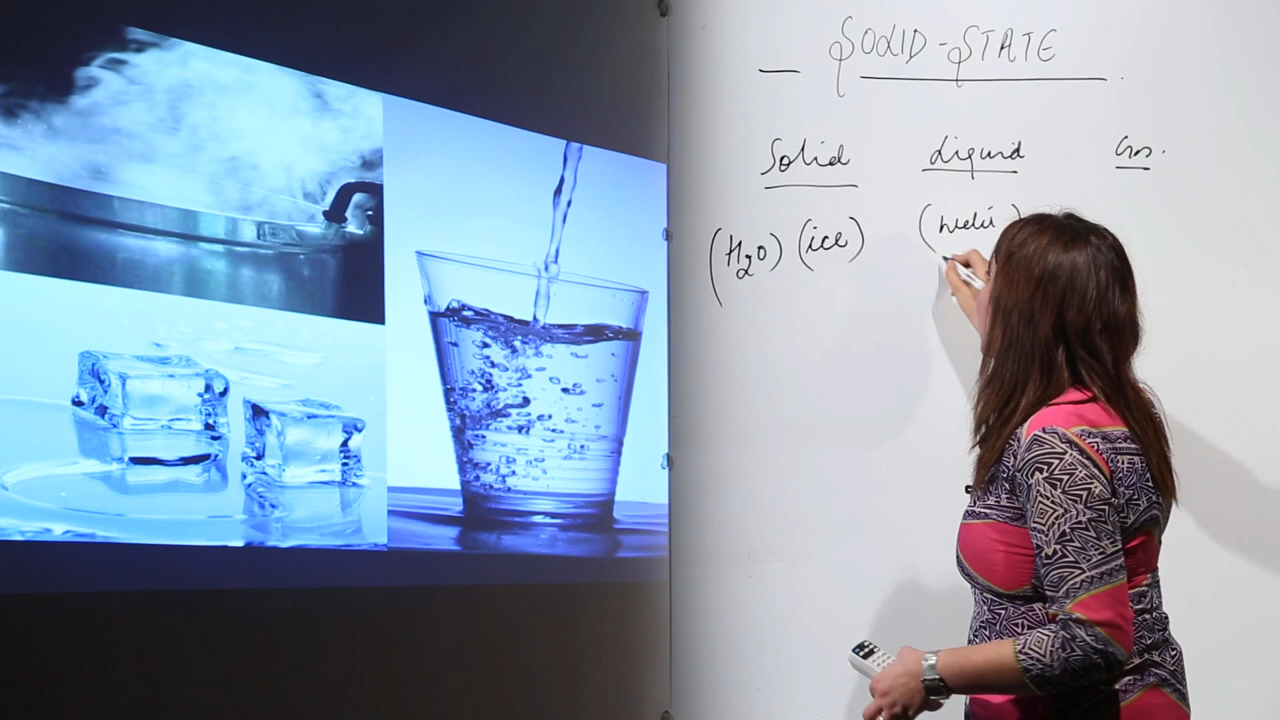 SOLID-STATE
Solid Liquid Gas.
(H₂O) (ice) (water)